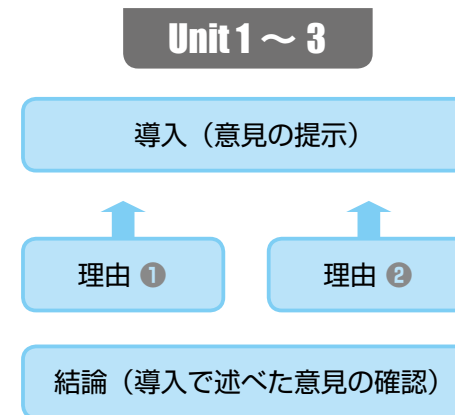 Unit 1 ～ 3
導入（意見の提示）
理由 ❶
理由 ❷
結論（導入で述べた意見の確認）